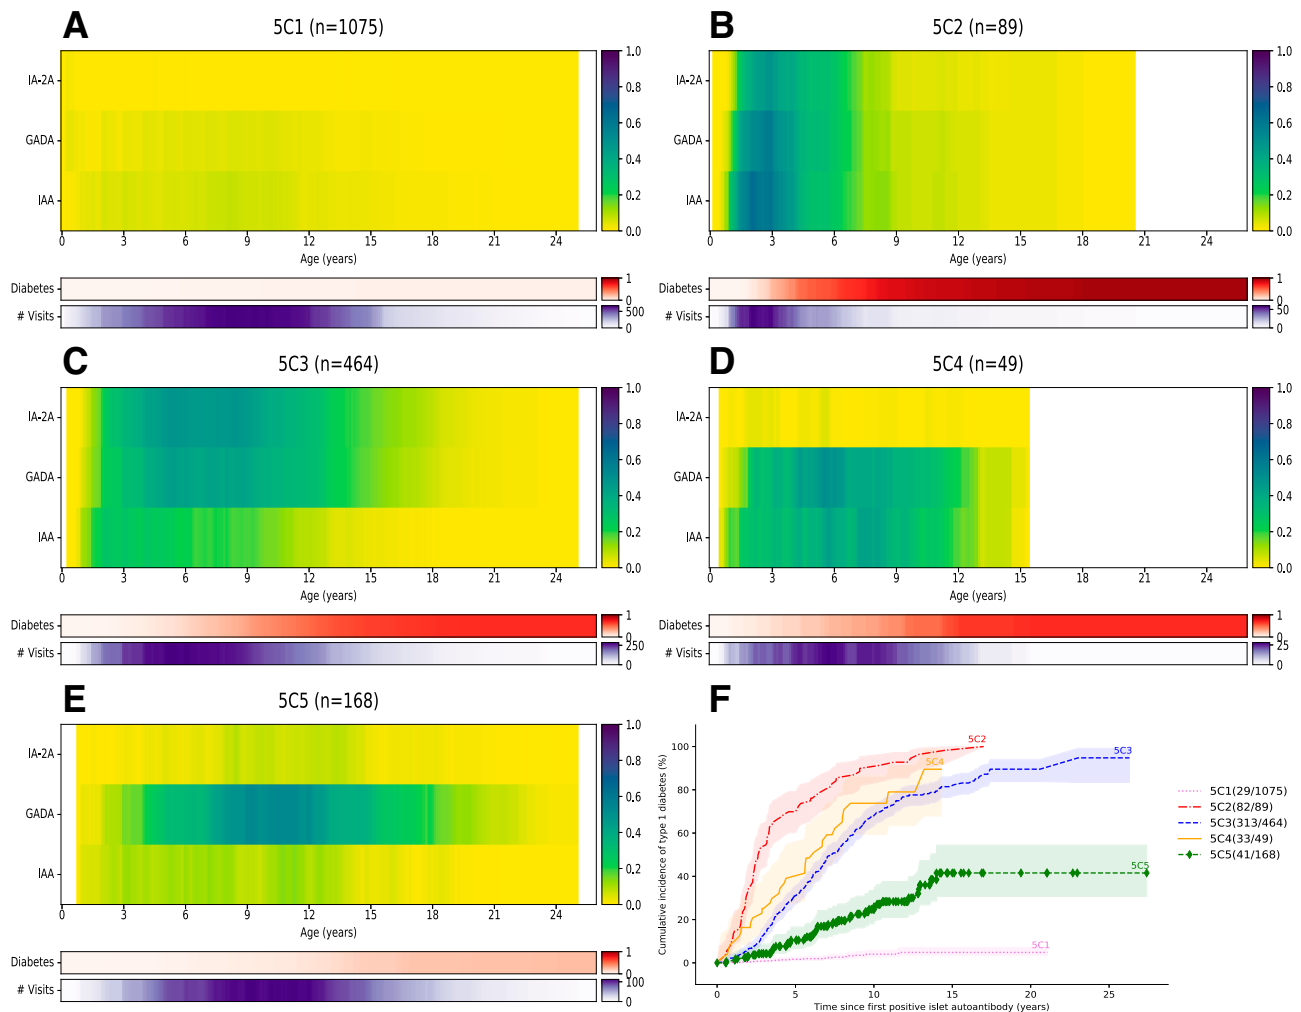 A
5C1 (n=1075)
IA-2A
GADA
IAA
0 3 6 9 12 15 18 21 24
Age (years)
1.0
0.8
0.6
0.4
0.2
0.0
Diabetes
1
0
# Visits
500
0
B
5C2 (n=89)
IA-2A
GADA
IAA
0 3 6 9 12 15 18 21 24
Age (years)
1.0
0.8
0.6
0.4
0.2
0.0
Diabetes
1
0
# Visits
50
0
C
5C3 (n=464)
IA-2A
GADA
IAA
0 3 6 9 12 15 18 21 24
Age (years)
1.0
0.8
0.6
0.4
0.2
0.0
Diabetes
1
0
# Visits
250
0
D
5C4 (n=49)
IA-2A
GADA
IAA
0 3 6 9 12 15 18 21 24
Age (years)
1.0
0.8
0.6
0.4
0.2
0.0
Diabetes
1
0
# Visits
25
0
E
5C5 (n=168)
IA-2A
GADA
IAA
0 3 6 9 12 15 18 21 24
Age (years)
1.0
0.8
0.6
0.4
0.2
0.0
Diabetes
1
0
# Visits
100
0
F
Cumulative incidence of type 1 diabetes (%)
100
80
60
40
20
0
0 5 10 15 20 25
Time since first positive islet autoantibody (years)
5C2
5C3
5C4
5C5
5C1
5C1(29/1075)
5C2(82/89)
5C3(313/464)
5C4(33/49)
5C5(41/168)